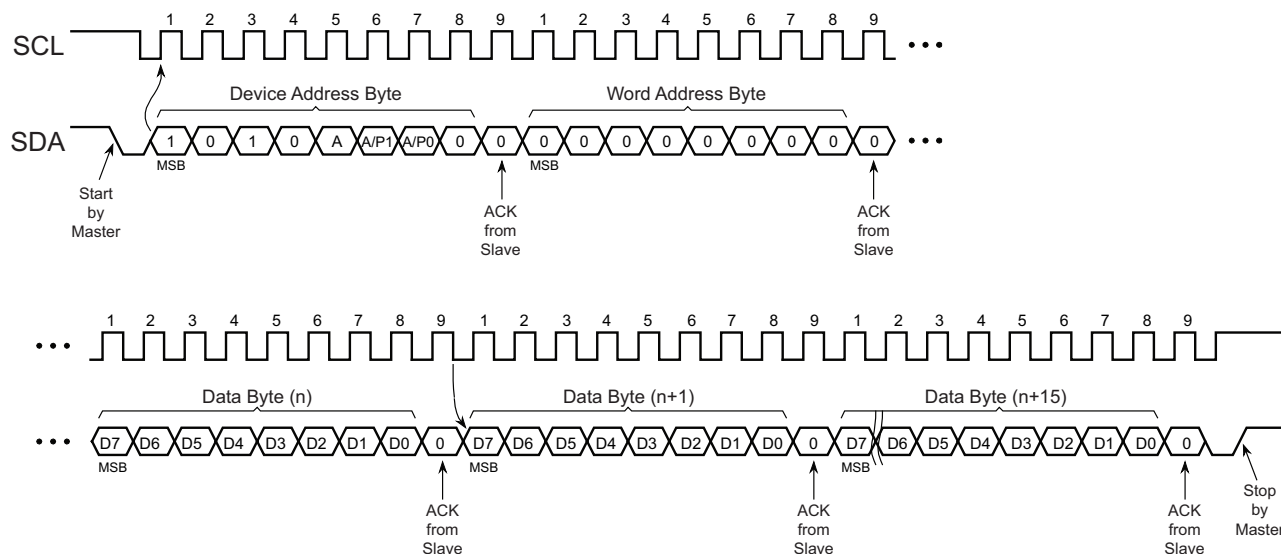 1 2 3 4 5 6 7 8 9 1 2 3 4 5 6 7 8 9
SCL
Device Address Byte Word Address Byte
SDA 1 0 1 0 A A/P1 A/P0 0 0 0 0 0 0 0 0 0 0 0
MSB MSB
Start
by
Master
ACK
from
Slave
ACK
from
Slave
1 2 3 4 5 6 7 8 9 1 2 3 4 5 6 7 8 9 1 2 3 4 5 6 7 8 9
Data Byte (n) Data Byte (n+1) Data Byte (n+15)
D7 D6 D5 D4 D3 D2 D1 D0 0 D7 D6 D5 D4 D3 D2 D1 D0 0 D7 D6 D5 D4 D3 D2 D1 D0 0
MSB MSB MSB
ACK
from
Slave
ACK
from
Slave
ACK
from
Slave
Stop
by
Master